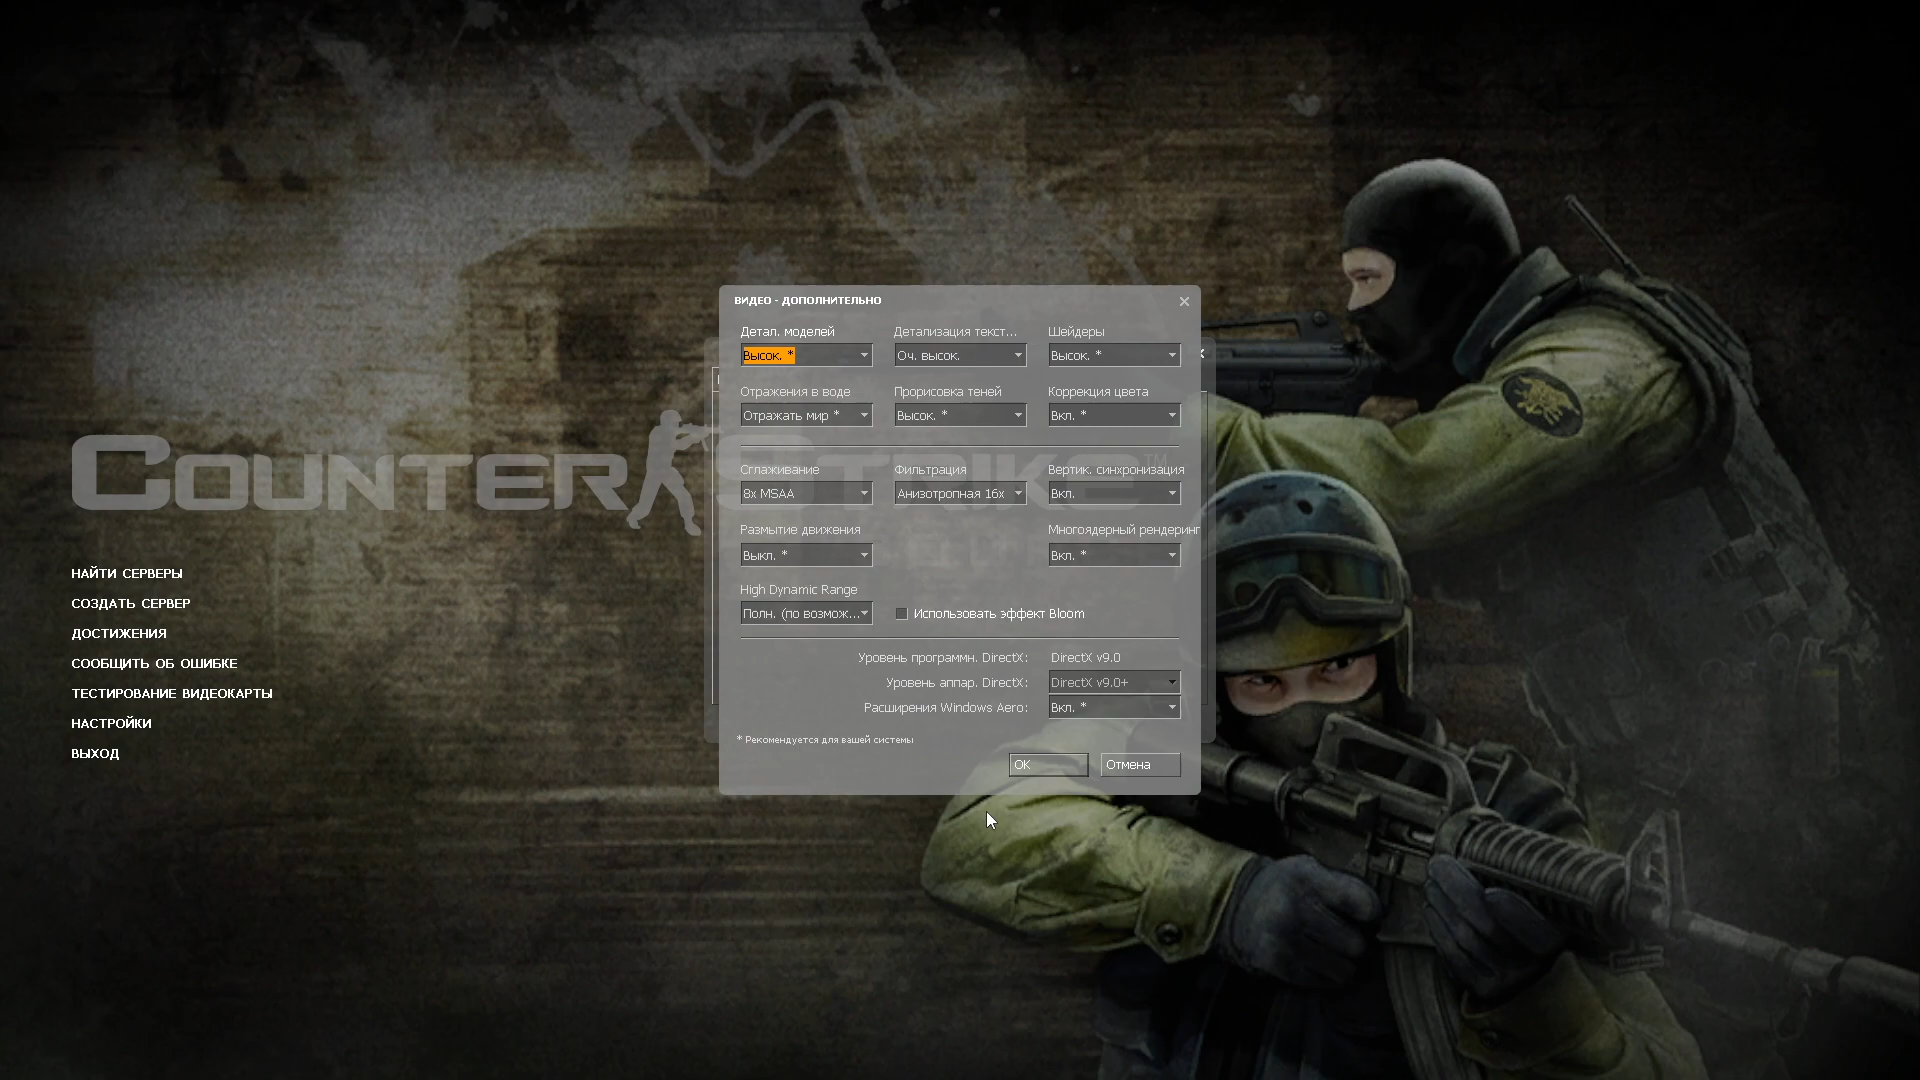 ВИДЕО - ДОПОЛНИТЕЛЬНО
Детал. моделей
Детализация текст...
Шейдеры
Высок. *
Оч. высок.
Высок. *
Отражения в воде
Прорисовка теней
Коррекция цвета
Отражать мир *
Высок. *
Вкл. *
COUNTER STRIKE™
Сглаживание
Фильтрация
Вертик. синхронизация
8x MSAA
Анизотропная 16x
Вкл.
Размытие движения
Многоядерный рендеринг
Выкл. *
Вкл. *
High Dynamic Range
Полн. (по возмож...
Использовать эффект Bloom
Уровень программн. DirectX:
DirectX v9.0
Уровень аппар. DirectX:
DirectX v9.0+
Расширения Windows Aero:
Вкл. *
* Рекомендуется для вашей системы
OK
Отмена
НАЙТИ СЕРВЕРЫ
СОЗДАТЬ СЕРВЕР
ДОСТИЖЕНИЯ
СООБЩИТЬ ОБ ОШИБКЕ
ТЕСТИРОВАНИЕ ВИДЕОКАРТЫ
НАСТРОЙКИ
ВЫХОД